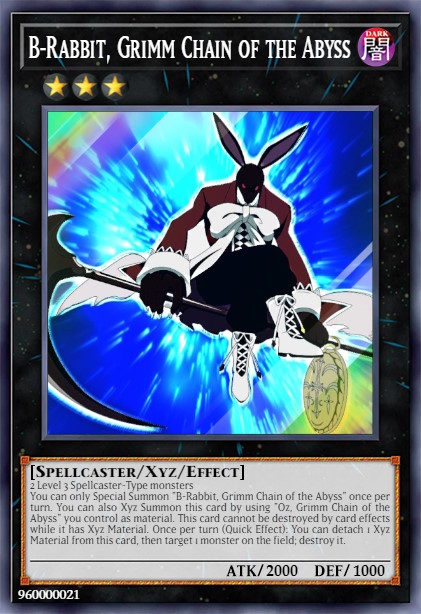 B-Rabbit, Grimm Chain of the Abyss
DARK
闇
[Spellcaster/Xyz/Effect]
2 Level 3 Spellcaster-Type monsters
You can only Special Summon "B-Rabbit, Grimm Chain of the Abyss" once per
turn. You can also Xyz Summon this card by using "Oz, Grimm Chain of the
Abyss" you control as material. This card cannot be destroyed by card effects
while it has Xyz Material. Once per turn (Quick Effect): You can detach 1 Xyz
Material from this card, then target 1 monster on the field; destroy it.
ATK/2000 DEF/1000
960000021